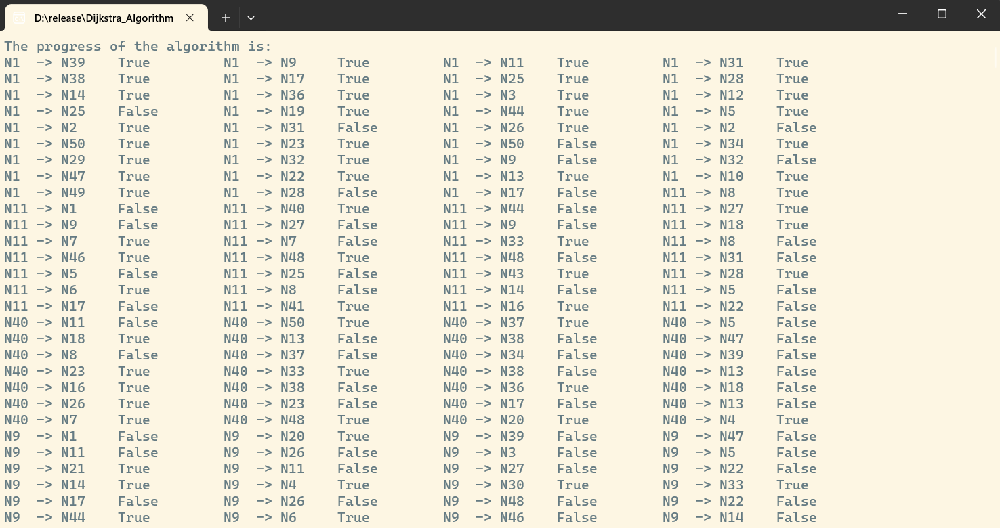 D:\release\Dijkstra_Algorithm
The progress of the algorithm is:
N1  -> N39    True         N1  -> N9     True         N1  -> N11    True         N1  -> N31    True
N1  -> N38    True         N1  -> N17    True         N1  -> N25    True         N1  -> N28    True
N1  -> N14    True         N1  -> N36    True         N1  -> N3     True         N1  -> N12    True
N1  -> N25    False        N1  -> N19    True         N1  -> N44    True         N1  -> N5     True
N1  -> N2     True         N1  -> N31    False        N1  -> N26    True         N1  -> N2     False
N1  -> N50    True         N1  -> N23    True         N1  -> N50    False        N1  -> N34    True
N1  -> N29    True         N1  -> N32    True         N1  -> N9     False        N1  -> N32    False
N1  -> N47    True         N1  -> N22    True         N1  -> N13    True         N1  -> N10    True
N1  -> N49    True         N1  -> N28    False        N1  -> N17    False        N11 -> N8     True
N11 -> N1     False        N11 -> N40    True         N11 -> N44    False        N11 -> N27    True
N11 -> N9     False        N11 -> N27    False        N11 -> N9     False        N11 -> N18    True
N11 -> N7     True         N11 -> N7     False        N11 -> N33    True         N11 -> N8     False
N11 -> N46    True         N11 -> N48    True         N11 -> N48    False        N11 -> N31    False
N11 -> N5     False        N11 -> N25    False        N11 -> N43    True         N11 -> N28    True
N11 -> N6     True         N11 -> N8     False        N11 -> N14    False        N11 -> N5     False
N11 -> N17    False        N11 -> N41    True         N11 -> N16    True         N11 -> N22    False
N40 -> N11    False        N40 -> N50    True         N40 -> N37    True         N40 -> N5     False
N40 -> N18    True         N40 -> N13    False        N40 -> N38    False        N40 -> N47    False
N40 -> N8     False        N40 -> N37    False        N40 -> N34    False        N40 -> N39    False
N40 -> N23    True         N40 -> N33    True         N40 -> N38    False        N40 -> N13    False
N40 -> N16    True         N40 -> N38    False        N40 -> N36    True         N40 -> N18    False
N40 -> N26    True         N40 -> N23    False        N40 -> N17    False        N40 -> N13    False
N40 -> N7     True         N40 -> N48    True         N40 -> N20    True         N40 -> N4     True
N9  -> N1     False        N9  -> N20    True         N9  -> N39    False        N9  -> N47    False
N9  -> N11    False        N9  -> N26    False        N9  -> N3     False        N9  -> N5     False
N9  -> N21    True         N9  -> N11    False        N9  -> N27    False        N9  -> N22    False
N9  -> N14    True         N9  -> N4     True         N9  -> N30    True         N9  -> N33    True
N9  -> N17    False        N9  -> N26    False        N9  -> N48    False        N9  -> N22    False
N9  -> N44    True         N9  -> N6     True         N9  -> N46    False        N9  -> N14    False